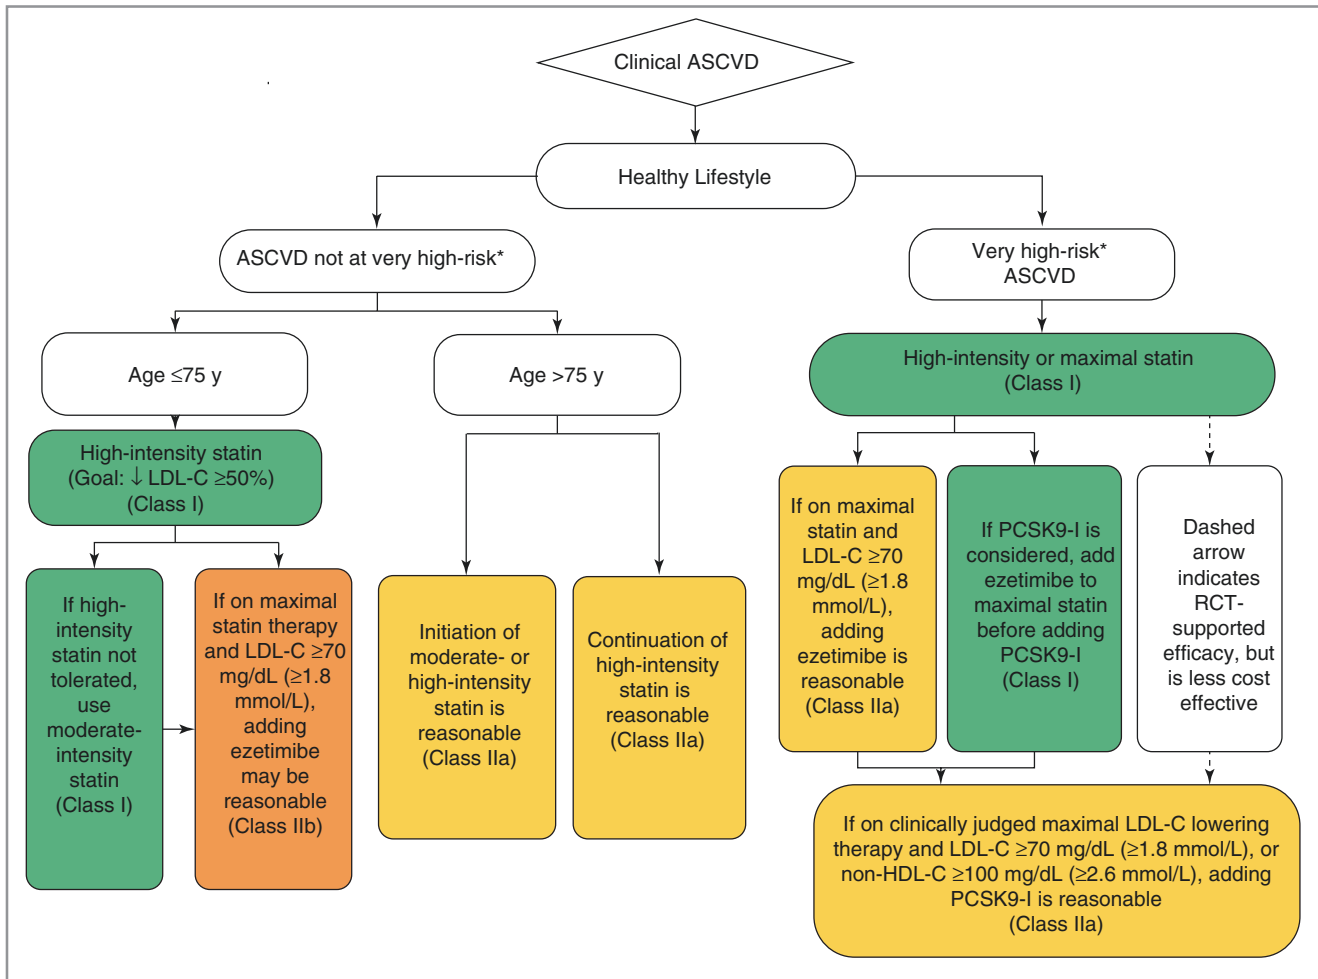 Clinical ASCVD
Healthy Lifestyle
ASCVD not at very high-risk*
Very high-risk*
ASCVD
Age ≤75 y
Age >75 y
High-intensity or maximal statin
(Class I)
High-intensity statin
(Goal: ↓ LDL-C ≥50%)
(Class I)
If high-
intensity
statin not
tolerated,
use
moderate-
intensity
statin
(Class I)
If on maximal
statin therapy
and LDL-C ≥70
mg/dL (≥1.8
mmol/L),
adding
ezetimibe
may be
reasonable
(Class IIb)
Initiation of
moderate- or
high-intensity
statin is
reasonable
(Class IIa)
Continuation of
high-intensity
statin is
reasonable
(Class IIa)
If on maximal
statin and
LDL-C ≥70
mg/dL (≥1.8
mmol/L),
adding
ezetimibe is
reasonable
(Class IIa)
If PCSK9-I is
considered, add
ezetimibe to
maximal statin
before adding
PCSK9-I
(Class I)
Dashed
arrow
indicates
RCT-
supported
efficacy, but
is less cost
effective
If on clinically judged maximal LDL-C lowering
therapy and LDL-C ≥70 mg/dL (≥1.8 mmol/L), or
non-HDL-C ≥100 mg/dL (≥2.6 mmol/L), adding
PCSK9-I is reasonable
(Class IIa)